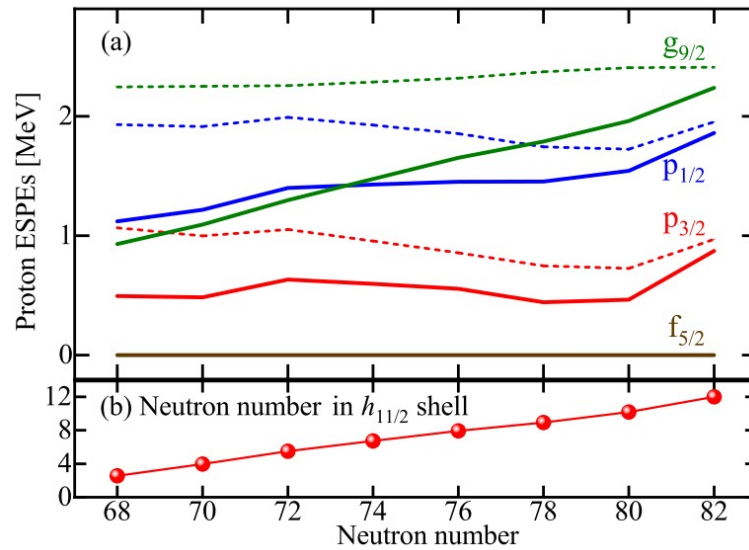 (a)
g9/2
2
p1/2
Proton ESPEs [MeV]
1
p3/2
f5/2
0
12
(b) Neutron number in h11/2 shell
8
4
0
68 70 72 74 76 78 80 82
Neutron number